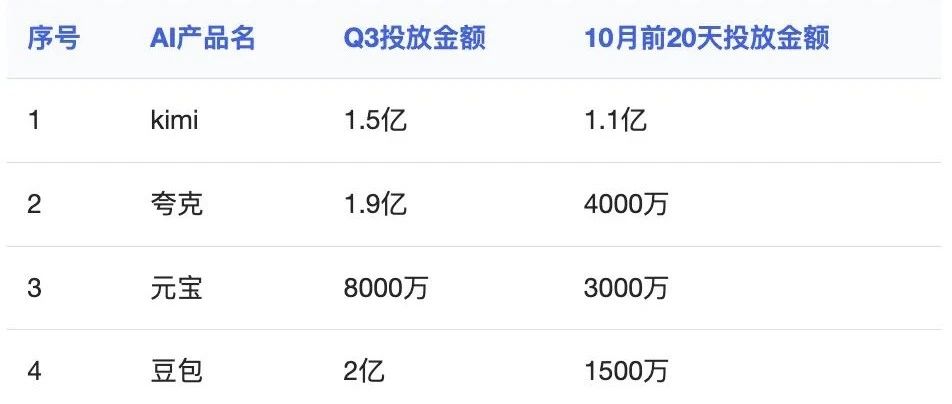 序号 AI产品名 Q3投放金额 10月前20天投放金额
1 kimi 1.5亿 1.1亿
2 夸克 1.9亿 4000万
3 元宝 8000万 3000万
4 豆包 2亿 1500万